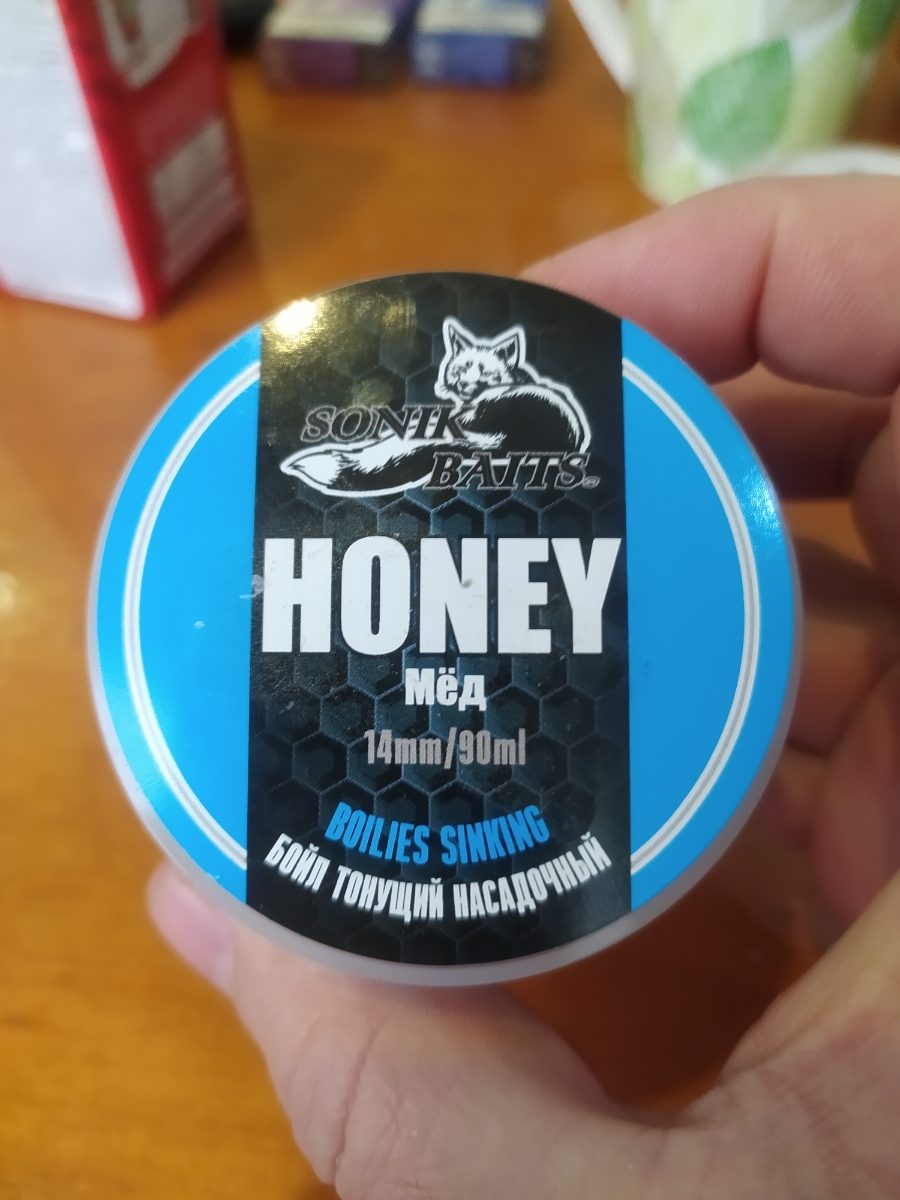 SONIK
BAITS
HONEY
Мёд
14mm/90ml
BOILIES SINKING
БОЙЛ ТОНУЩИЙ НАСАДОЧНЫЙ